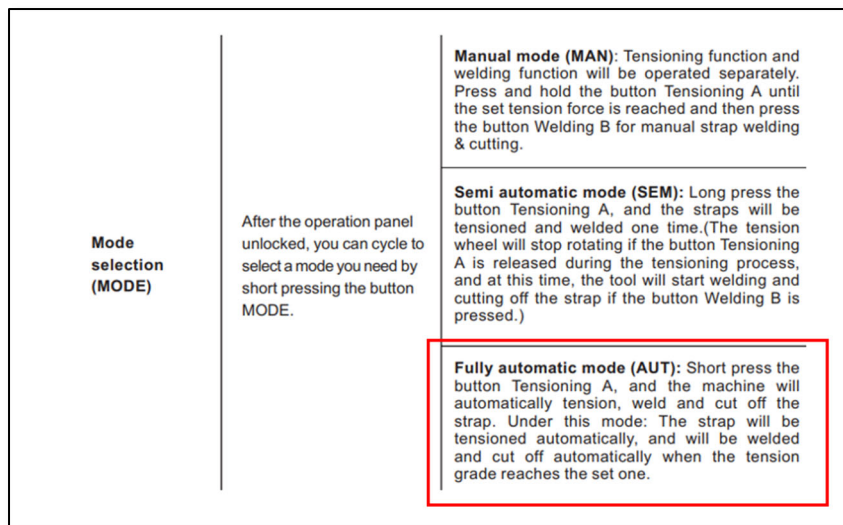 Mode
selection
(MODE)
After the operation panel
unlocked, you can cycle to
select a mode you need by
short pressing the button
MODE.
Manual mode (MAN): Tensioning function and
welding function will be operated separately.
Press and hold the button Tensioning A until
the set tension force is reached and then press
the button Welding B for manual strap welding
& cutting.
Semi automatic mode (SEM): Long press the
button Tensioning A, and the straps will be
tensioned and welded one time.(The tension
wheel will stop rotating if the button Tensioning
A is released during the tensioning process,
and at this time, the tool will start welding and
cutting off the strap if the button Welding B is
pressed.)
Fully automatic mode (AUT): Short press the
button Tensioning A, and the machine will
automatically tension, weld and cut off the
strap. Under this mode: The strap will be
tensioned automatically, and will be welded
and cut off automatically when the tension
grade reaches the set one.